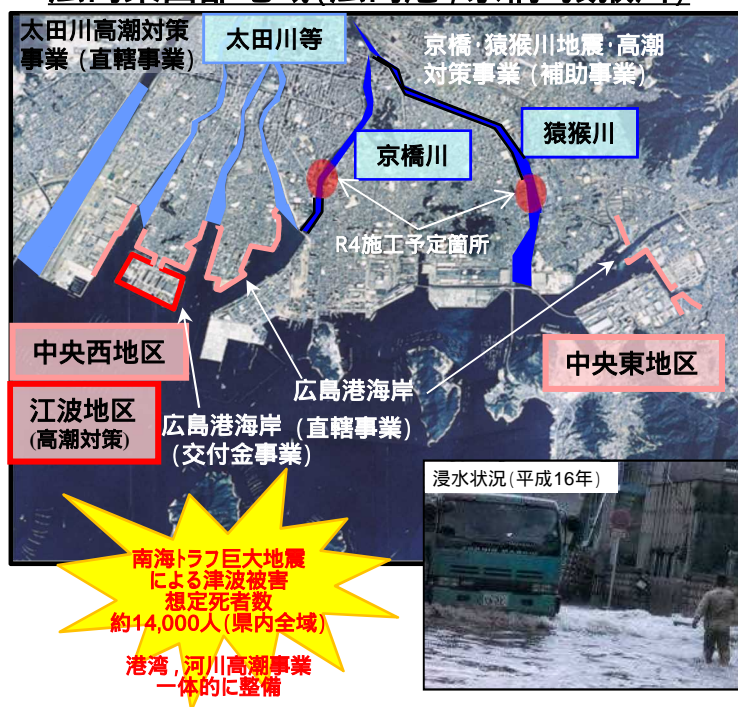 太田川高潮対策
事業(直轄事業)
太田川等
京橋・猿猴川地震・高潮
対策事業(補助事業)
京橋川
猿猴川
R4施工予定箇所
中央西地区
中央東地区
江波地区
(高潮対策)
広島港海岸
(直轄事業)
広島港海岸
(交付金事業)
浸水状況(平成16年)
南海トラフ巨大地震
による津波被害
想定死者数
約14,000人(県内全域)
港湾,河川高潮事業
一体的に整備